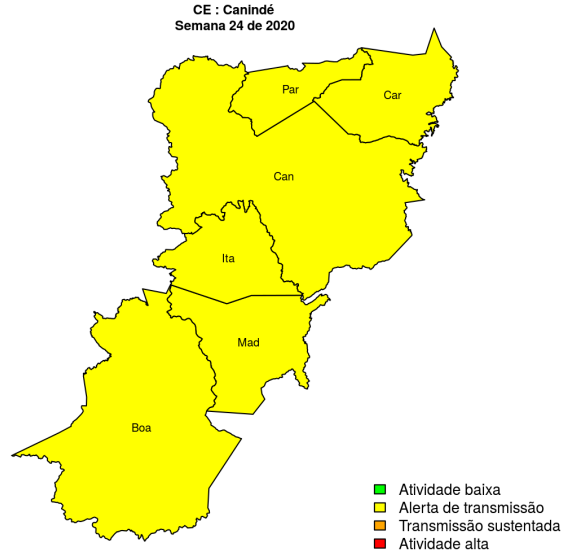 CE : Canindé
Semana 24 de 2020
Par
Car
Can
Ita
Mad
Boa
Atividade baixa
Alerta de transmissão
Transmissão sustentada
Atividade alta